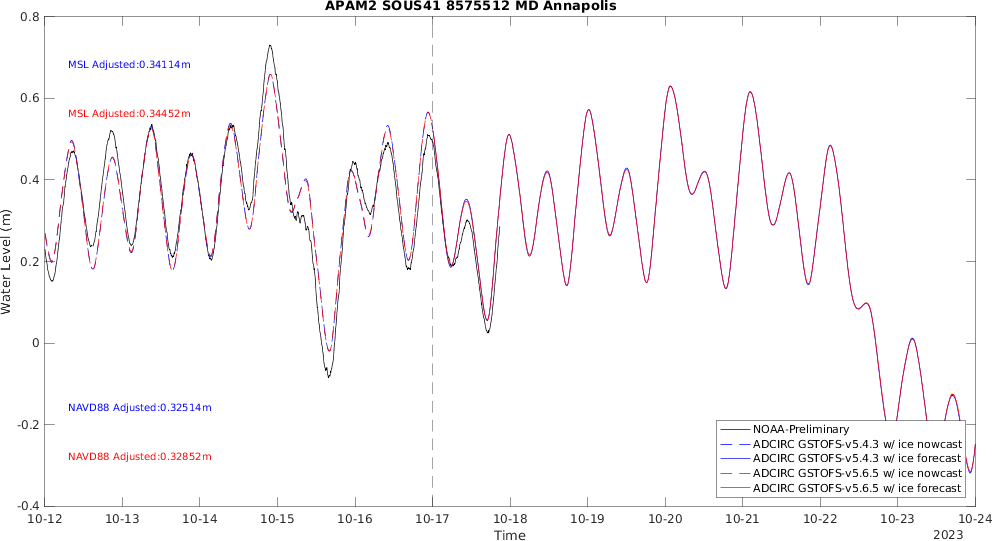 APAM2 SOUS41 8575512 MD Annapolis
0.8
0.6
0.4
0.2
0
-0.2
-0.4
Water Level (m)
MSL Adjusted:0.34114m
MSL Adjusted:0.34452m
NAVD88 Adjusted:0.32514m
NAVD88 Adjusted:0.32852m
NOAA-Preliminary
ADCIRC GSTOFS-v5.4.3 w/ ice nowcast
ADCIRC GSTOFS-v5.4.3 w/ ice forecast
ADCIRC GSTOFS-v5.6.5 w/ ice nowcast
ADCIRC GSTOFS-v5.6.5 w/ ice forecast
10-12 10-13 10-14 10-15 10-16 10-17 10-18 10-19 10-20 10-21 10-22 10-23 10-24
Time
2023